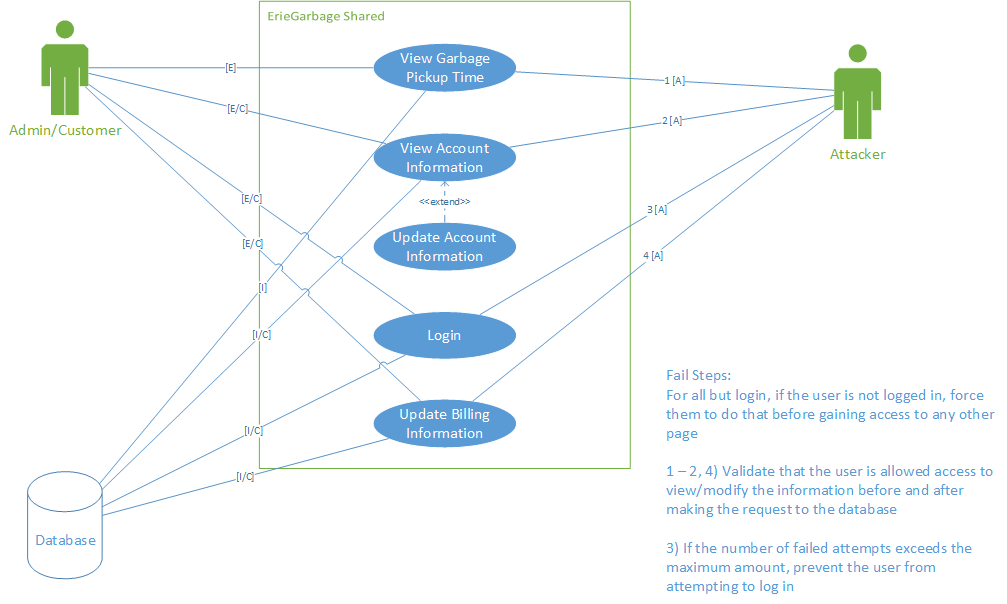 ErieGarbage Shared
View Garbage
Pickup Time
[E]
1 [A]
Admin/Customer
[E/C]
2 [A]
View Account
Information
Attacker
<<extend>>
[E/C]
3 [A]
Update Account
Information
[E/C]
4 [A]
[I]
[I/C]
Login
Fail Steps:
For all but login, if the user is not logged in, force
them to do that before gaining access to any other
page
Update Billing
Information
[I/C]
[I/C]
1 – 2, 4) Validate that the user is allowed access to
view/modify the information before and after
making the request to the database
Database
3) If the number of failed attempts exceeds the
maximum amount, prevent the user from
attempting to log in